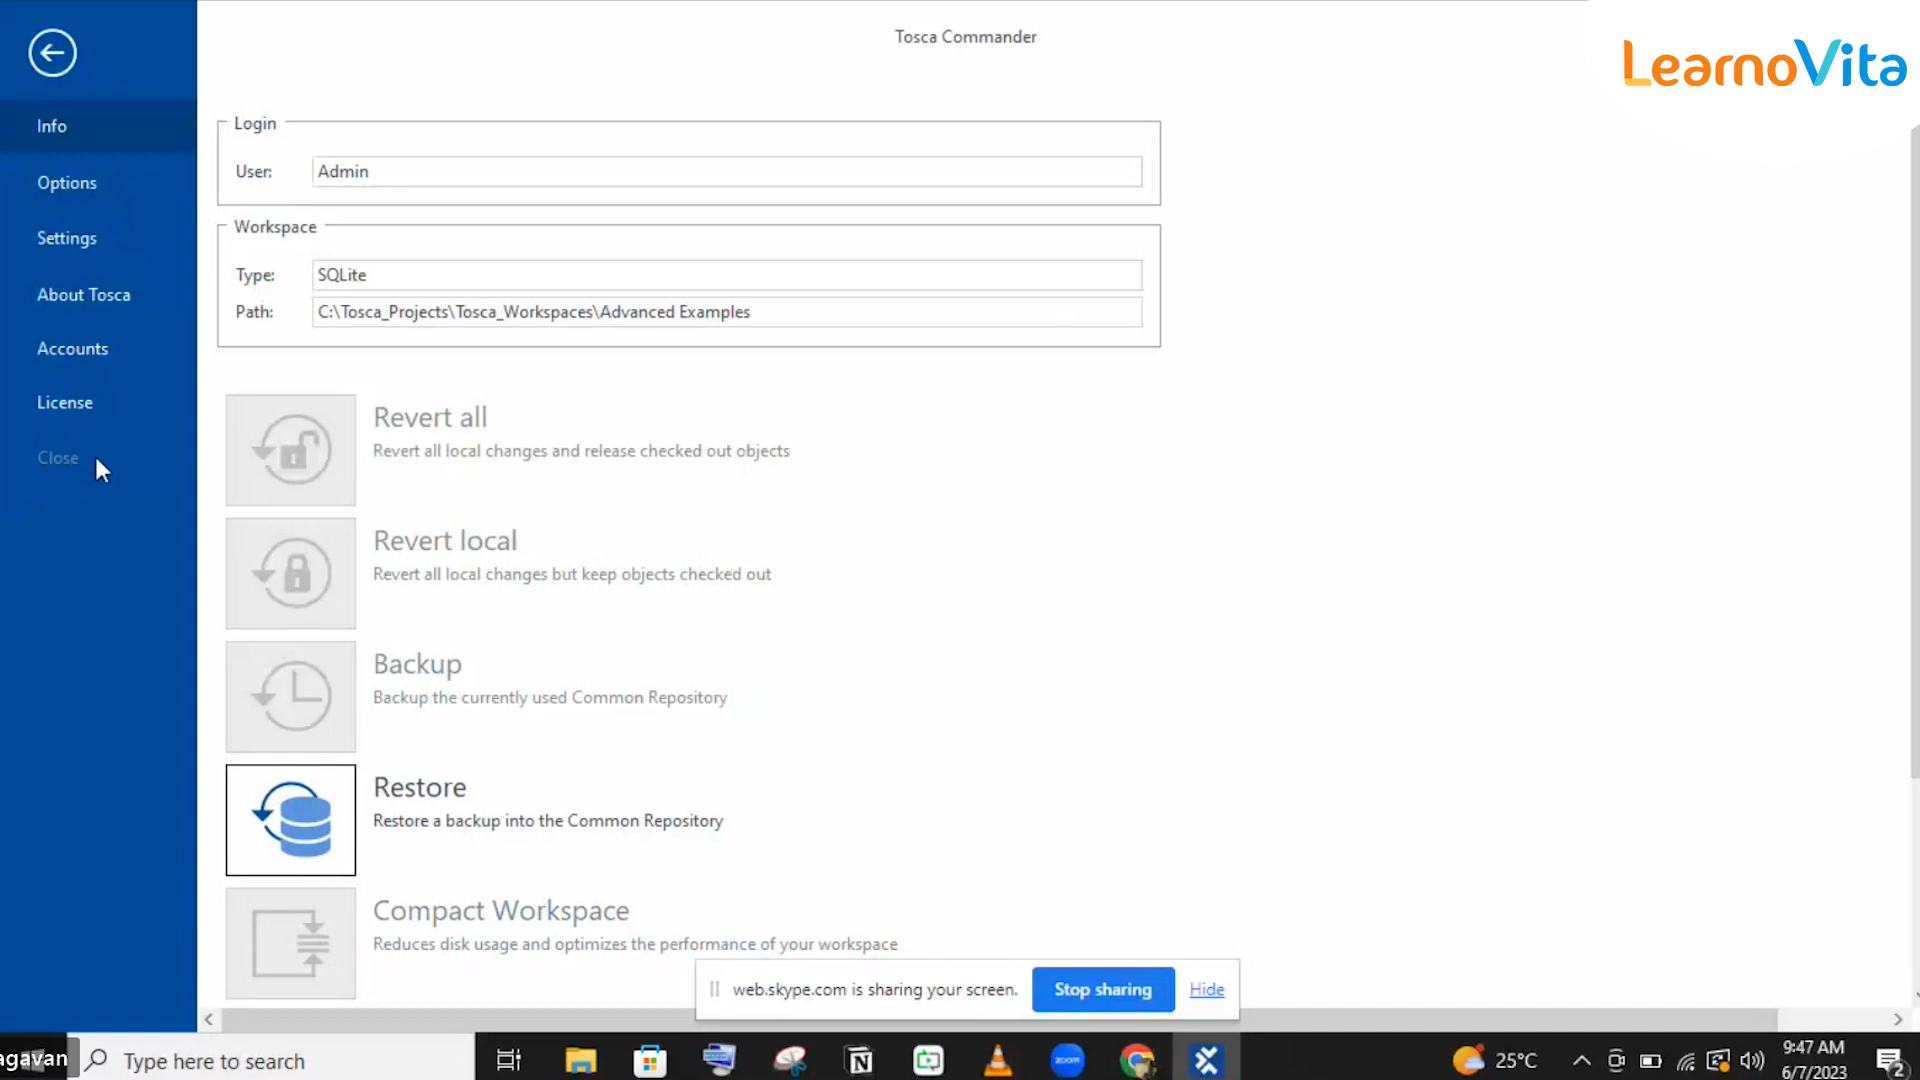 Tosca Commander
LearnoVita
Info
Options
Settings
About Tosca
Accounts
License
Close
Login
User: Admin
Workspace
Type: SQLite
Path: C:\Tosca_Projects\Tosca_Workspaces\Advanced Examples
Revert all
Revert all local changes and release checked out objects
Revert local
Revert all local changes but keep objects checked out
Backup
Backup the currently used Common Repository
Restore
Restore a backup into the Common Repository
Compact Workspace
Reduces disk usage and optimizes the performance of your workspace
web.skype.com is sharing your screen. Stop sharing Hide
agavan
Type here to search
zoom
25°C
9:47 AM
6/7/2023
2